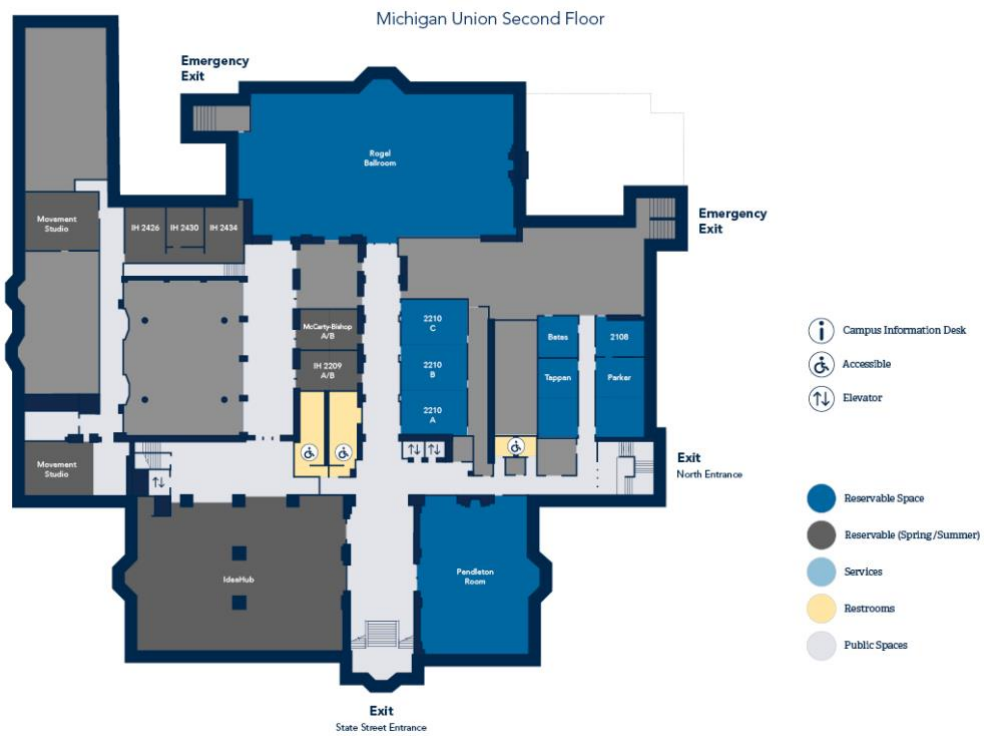 Michigan Union Second Floor
Emergency
Exit
Rogel
Ballroom
Movement
Studio
IH 2426
IH 2430
IH 2434
Emergency
Exit
McCarty-Bishop
A/B
IH 2209
A/B
2210
C
2210
B
2210
A
Bates
2108
Tappan
Parker
Campus Information Desk
Accessible
Elevator
Movement
Studio
Exit
North Entrance
IdeaHub
Pendleton
Room
Reservable Space
Reservable (Spring/Summer)
Services
Restrooms
Public Spaces
Exit
State Street Entrance